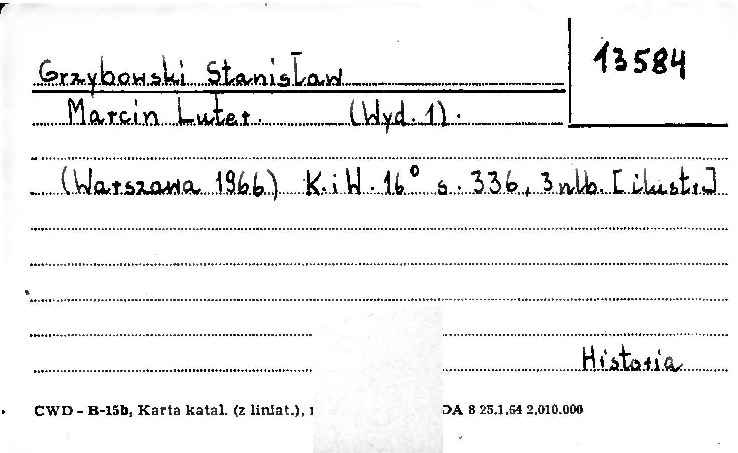 13584
Grzybowski Stanisław
Marcin Luter. (Wyd. 1).
(Warszawa 1966) K.iW. 16° s. 336, 3 nlb. [ilustr.]
Historia
CWD - B-15b, Karta katal. (z liniat.), DA 8 25.1.64 2,010.000